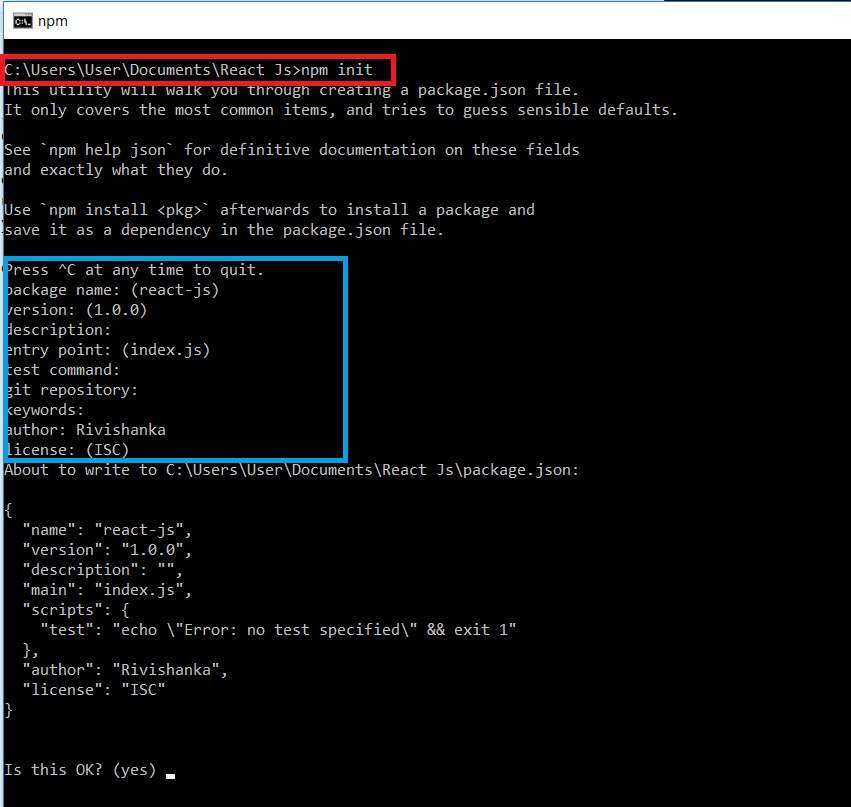 npm
C:\Users\User\Documents\React Js>npm init
This utility will walk you through creating a package.json file.
It only covers the most common items, and tries to guess sensible defaults.
See `npm help json` for definitive documentation on these fields
and exactly what they do.
Use `npm install <pkg>` afterwards to install a package and
save it as a dependency in the package.json file.
Press ^C at any time to quit.
package name: (react-js)
version: (1.0.0)
description:
entry point: (index.js)
test command:
git repository:
keywords:
author: Rivishanka
license: (ISC)
About to write to C:\Users\User\Documents\React Js\package.json:
{
  "name": "react-js",
  "version": "1.0.0",
  "description": "",
  "main": "index.js",
  "scripts": {
    "test": "echo \"Error: no test specified\" && exit 1"
  },
  "author": "Rivishanka",
  "license": "ISC"
}
Is this OK? (yes)